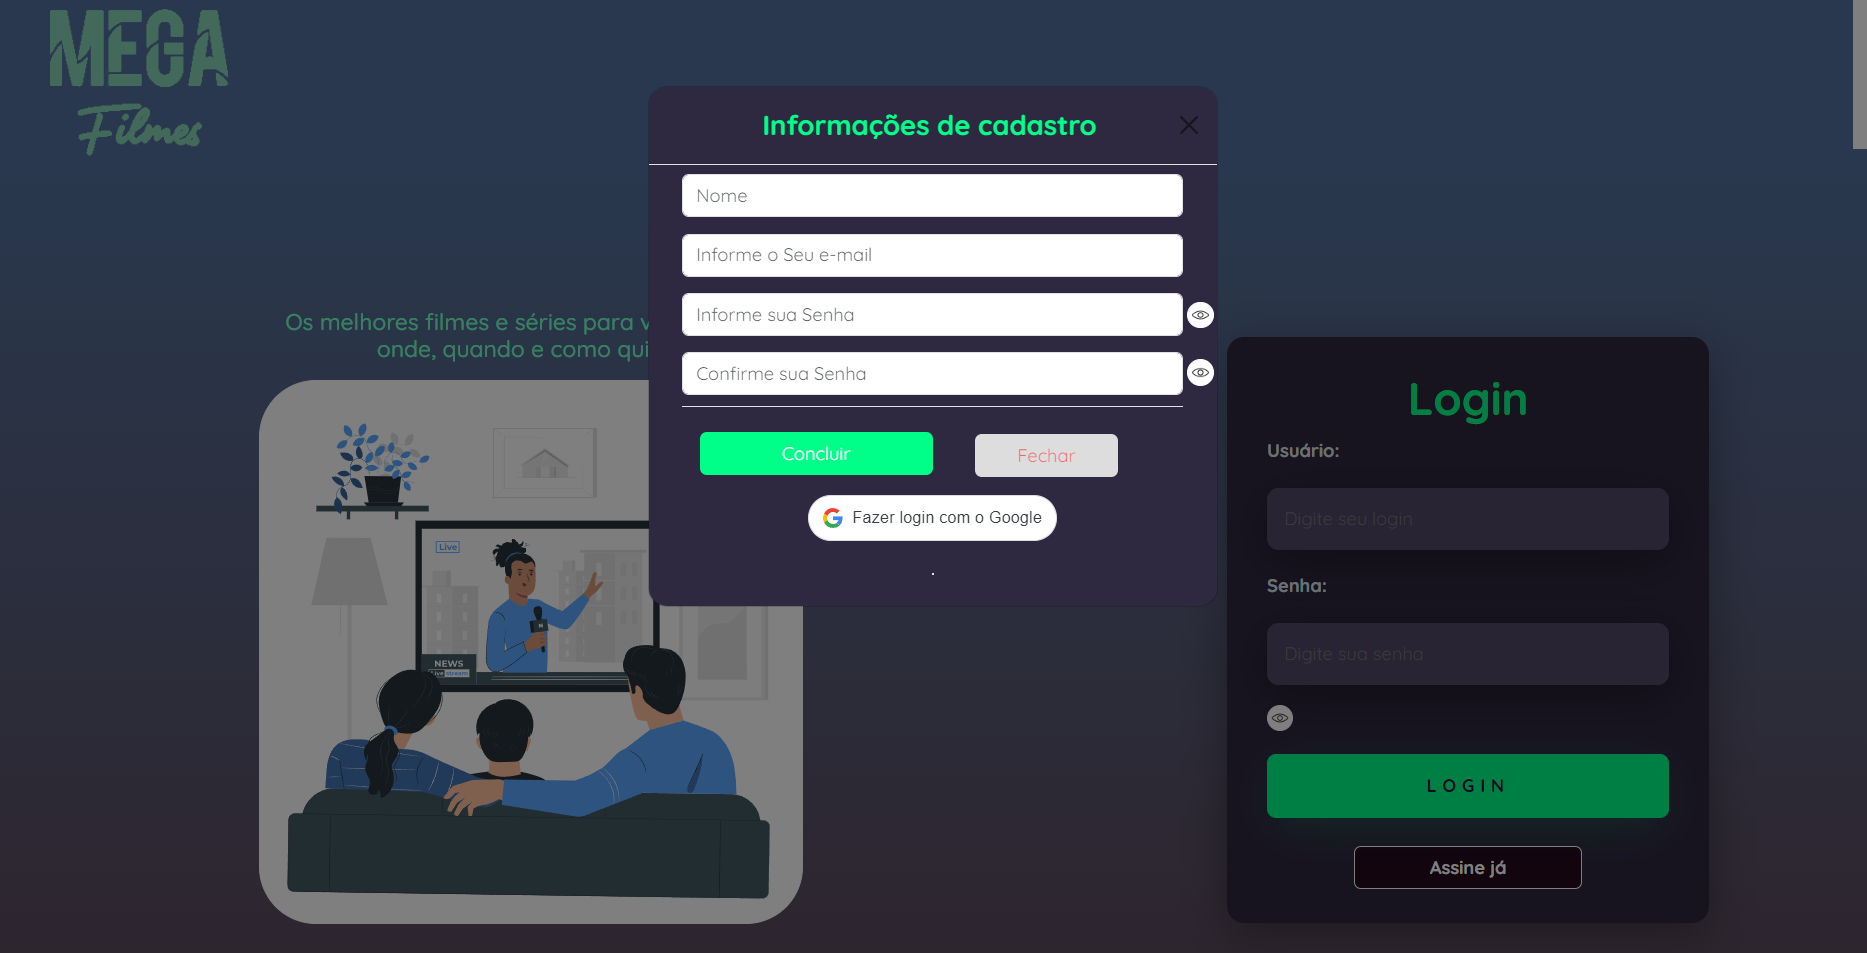 MEGA
Filmes
Informações de cadastro
Nome
Informe o Seu e-mail
Informe sua Senha
Confirme sua Senha
Concluir
Fechar
Fazer login com o Google
.
Os melhores filmes e séries para v
onde, quando e como qui
Live
NEWS
Live stream
Login
Usuário:
Digite seu login
Senha:
Digite sua senha
LOGIN
Assine já